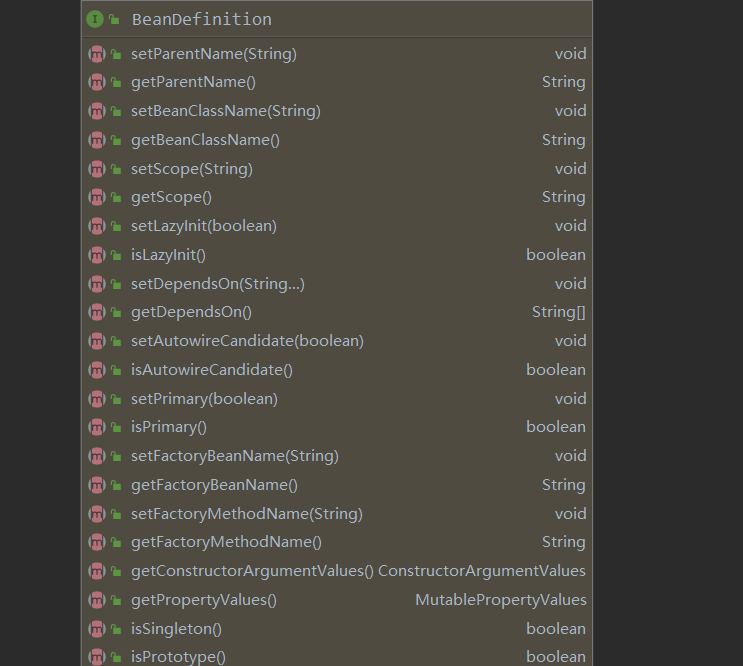 BeanDefinition
setParentName(String) void
getParentName() String
setBeanClassName(String) void
getBeanClassName() String
setScope(String) void
getScope() String
setLazyInit(boolean) void
isLazyInit() boolean
setDependsOn(String...) void
getDependsOn() String[]
setAutowireCandidate(boolean) void
isAutowireCandidate() boolean
setPrimary(boolean) void
isPrimary() boolean
setFactoryBeanName(String) void
getFactoryBeanName() String
setFactoryMethodName(String) void
getFactoryMethodName() String
getConstructorArgumentValues() ConstructorArgumentValues
getPropertyValues() MutablePropertyValues
isSingleton() boolean
isPrototype() boolean